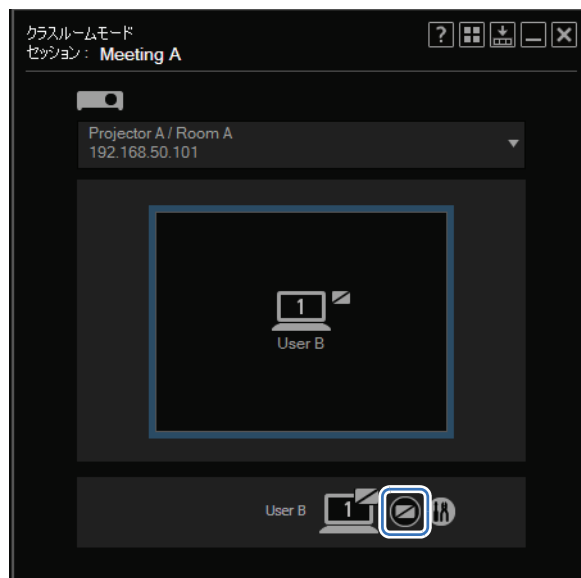 クラスルームモード
セッション： Meeting A
?
Projector A / Room A
192.168.50.101
1
User B
User B
1